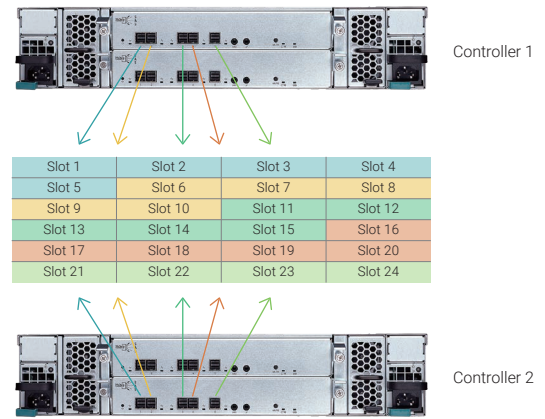 Controller 1
Slot 1 Slot 2 Slot 3 Slot 4
Slot 5 Slot 6 Slot 7 Slot 8
Slot 9 Slot 10 Slot 11 Slot 12
Slot 13 Slot 14 Slot 15 Slot 16
Slot 17 Slot 18 Slot 19 Slot 20
Slot 21 Slot 22 Slot 23 Slot 24
Controller 2